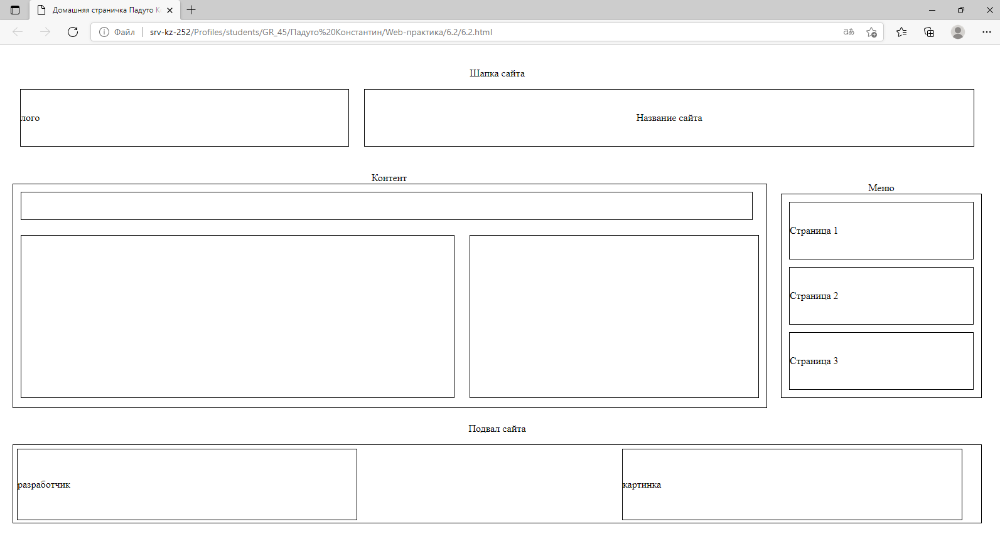 Домашняя страничка Падуто К
Файл
srv-kz-252/Profiles/students/GR_45/Падуто%20Константин/Web-практика/6.2/6.2.html
Шапка сайта
лого
Название сайта
Контент
Меню
Страница 1
Страница 2
Страница 3
Подвал сайта
разработчик
картинка